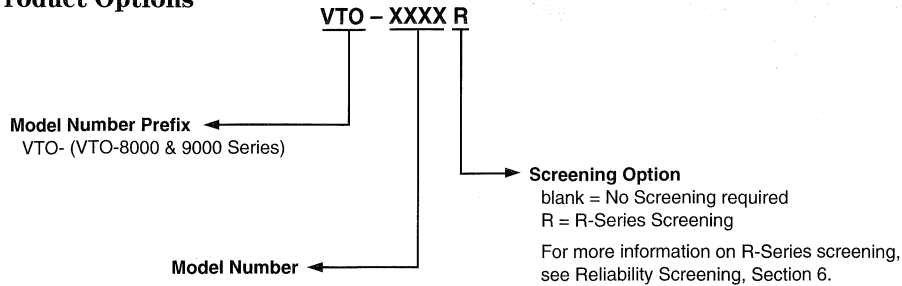 roduct Options
VTO – XXXX R
Model Number Prefix
VTO- (VTO-8000 & 9000 Series)
Screening Option
blank = No Screening required
R = R-Series Screening
For more information on R-Series screening,
see Reliability Screening, Section 6.
Model Number